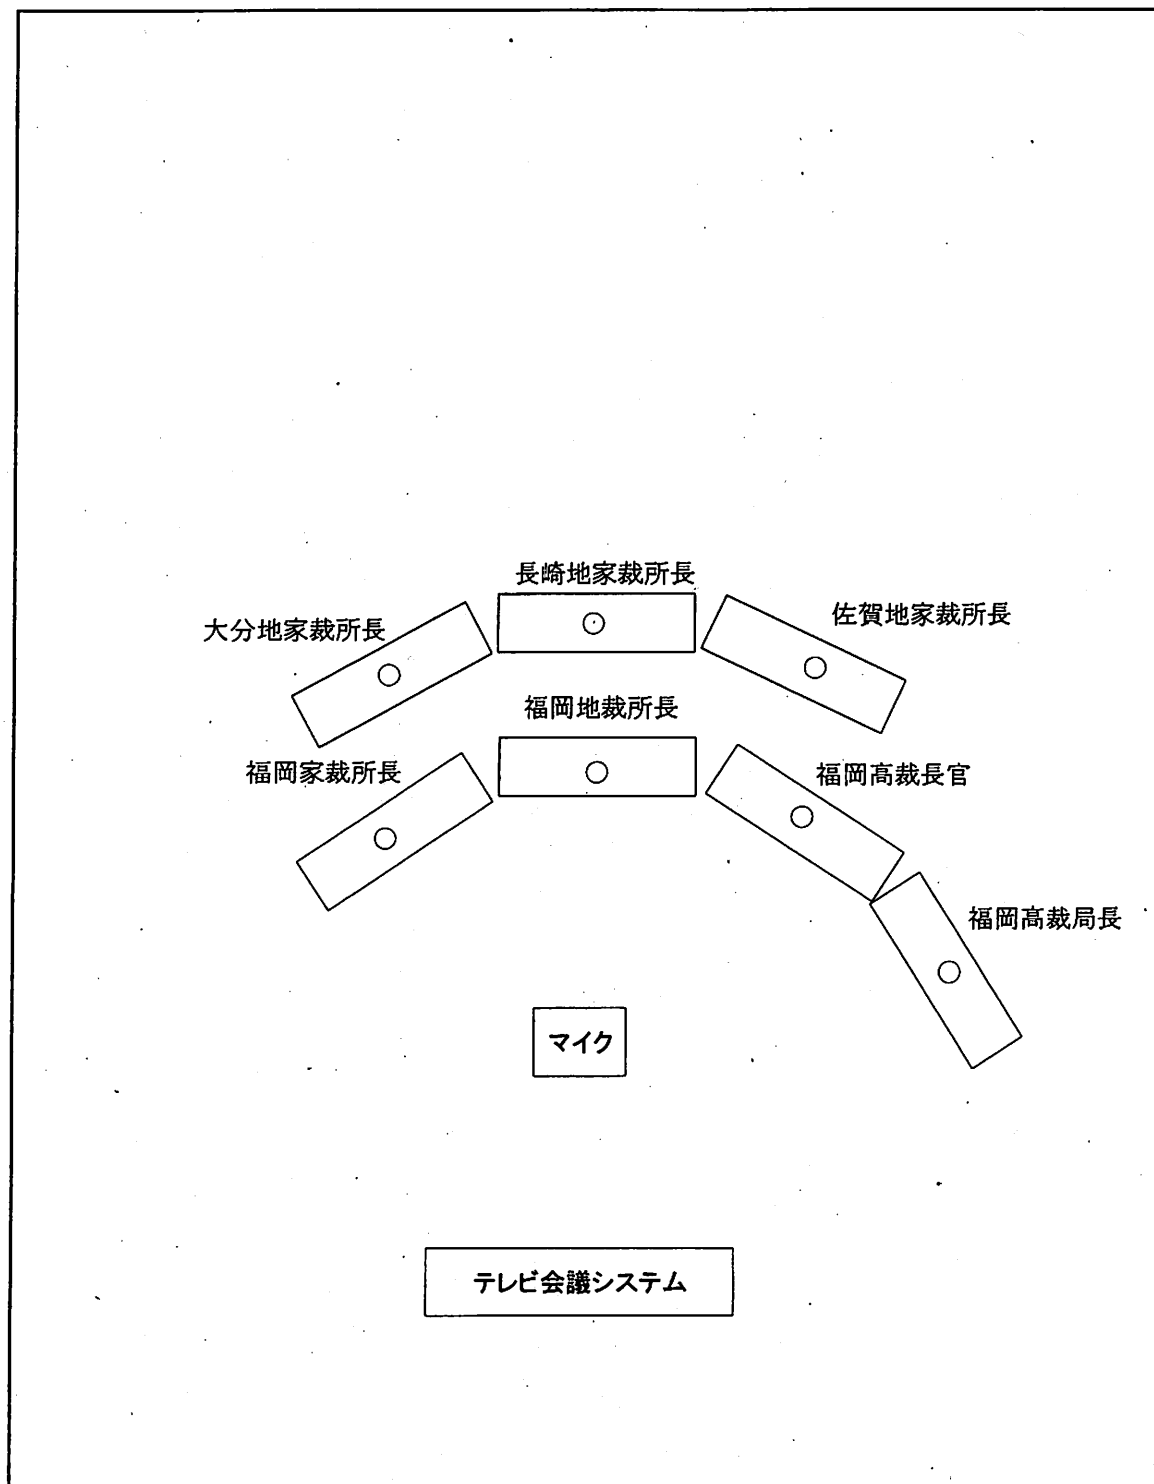 長崎地家裁所長
大分地家裁所長
佐賀地家裁所長
福岡地裁所長
福岡家裁所長
福岡髙裁長官
福岡髙裁局長
マイク
テレビ会議システム